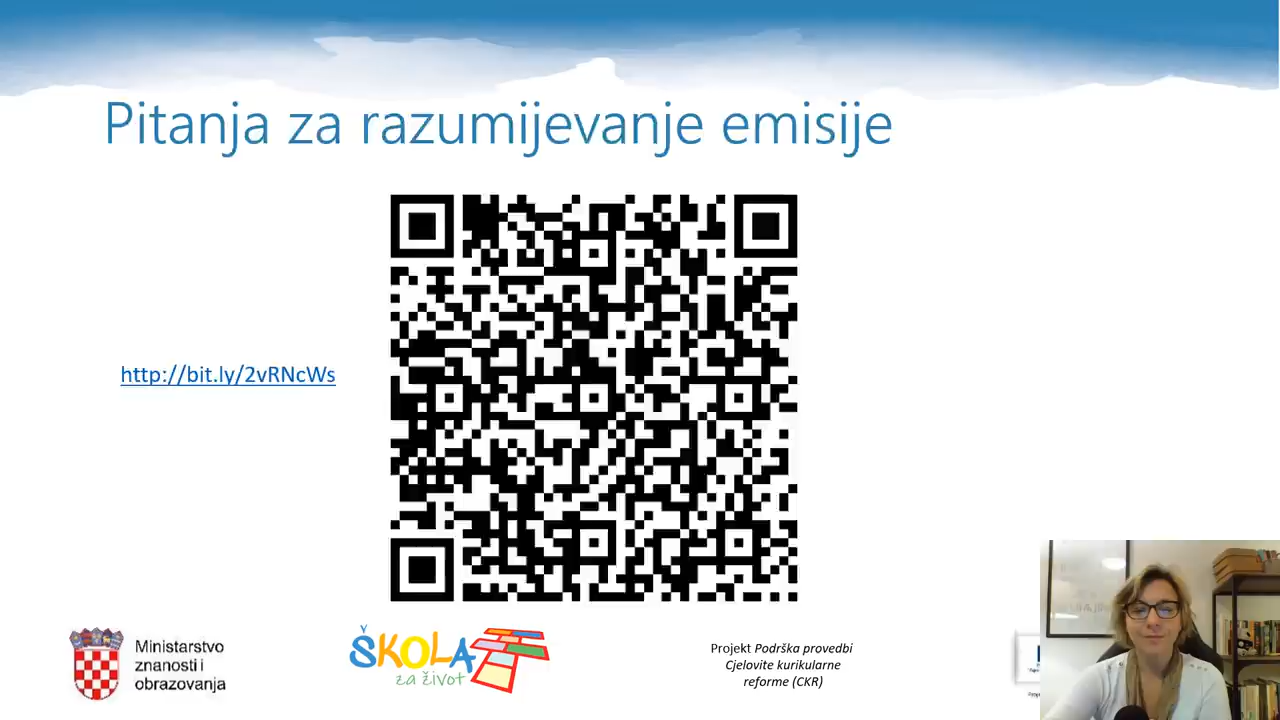 Pitanja za razumijevanje emisije
http://bit.ly/2vRNcWs
Ministarstvo
znanosti i
obrazovanja
ŠKOLA
za život
Projekt Podrška provedbi
Cjelovite kurikularne
reforme (CKR)